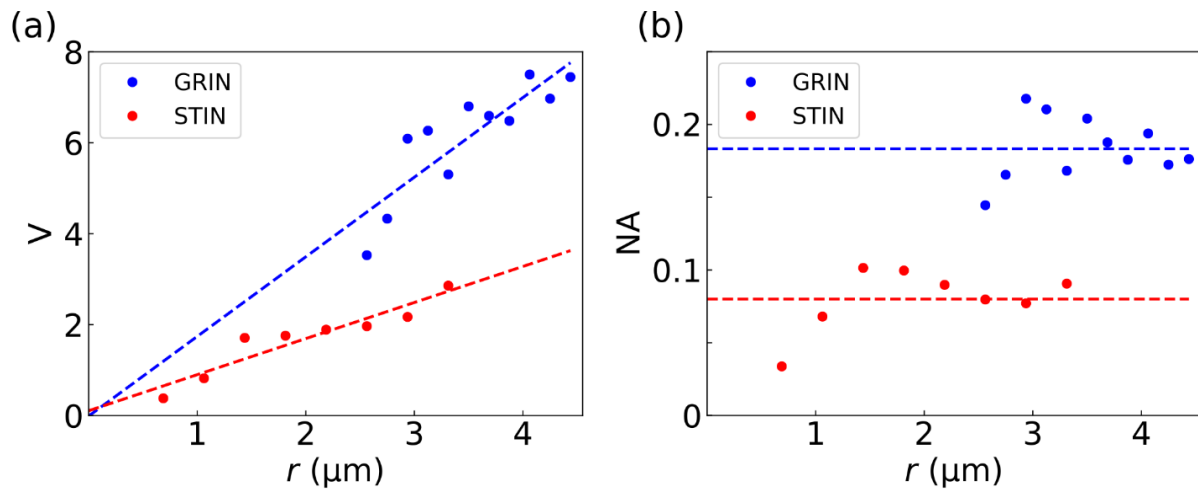 (a)
8
6
4
2
0
V
GRIN
STIN
1 2 3 4
r (μm)
(b)
0.2
0.1
0
NA
GRIN
STIN
1 2 3 4
r (μm)